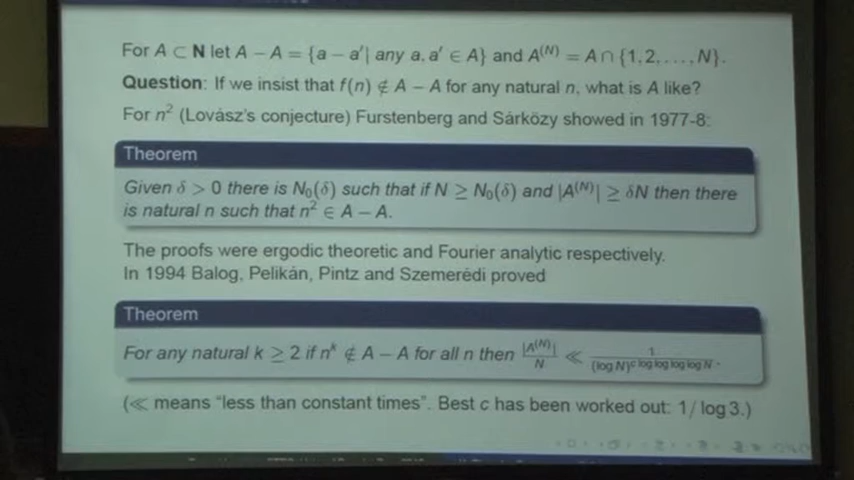 For A ⊂ N let A − A = {a − a′| any a, a′ ∈ A} and A^(N) = A ∩ {1, 2, . . . , N}.
Question: If we insist that f(n) ∉ A − A for any natural n, what is A like?
For n² (Lovász's conjecture) Furstenberg and Sárközy showed in 1977-8:
Theorem
Given δ > 0 there is N₀(δ) such that if N ≥ N₀(δ) and |A^(N)| ≥ δN then there
is natural n such that n² ∈ A − A.
The proofs were ergodic theoretic and Fourier analytic respectively.
In 1994 Balog, Pelikán, Pintz and Szemerédi proved
Theorem
For any natural k ≥ 2 if n^k ∉ A − A for all n then |A^(N)|/N ≪ 1/(log N)^(c log log log log N).
(≪ means "less than constant times". Best c has been worked out: 1/ log 3.)